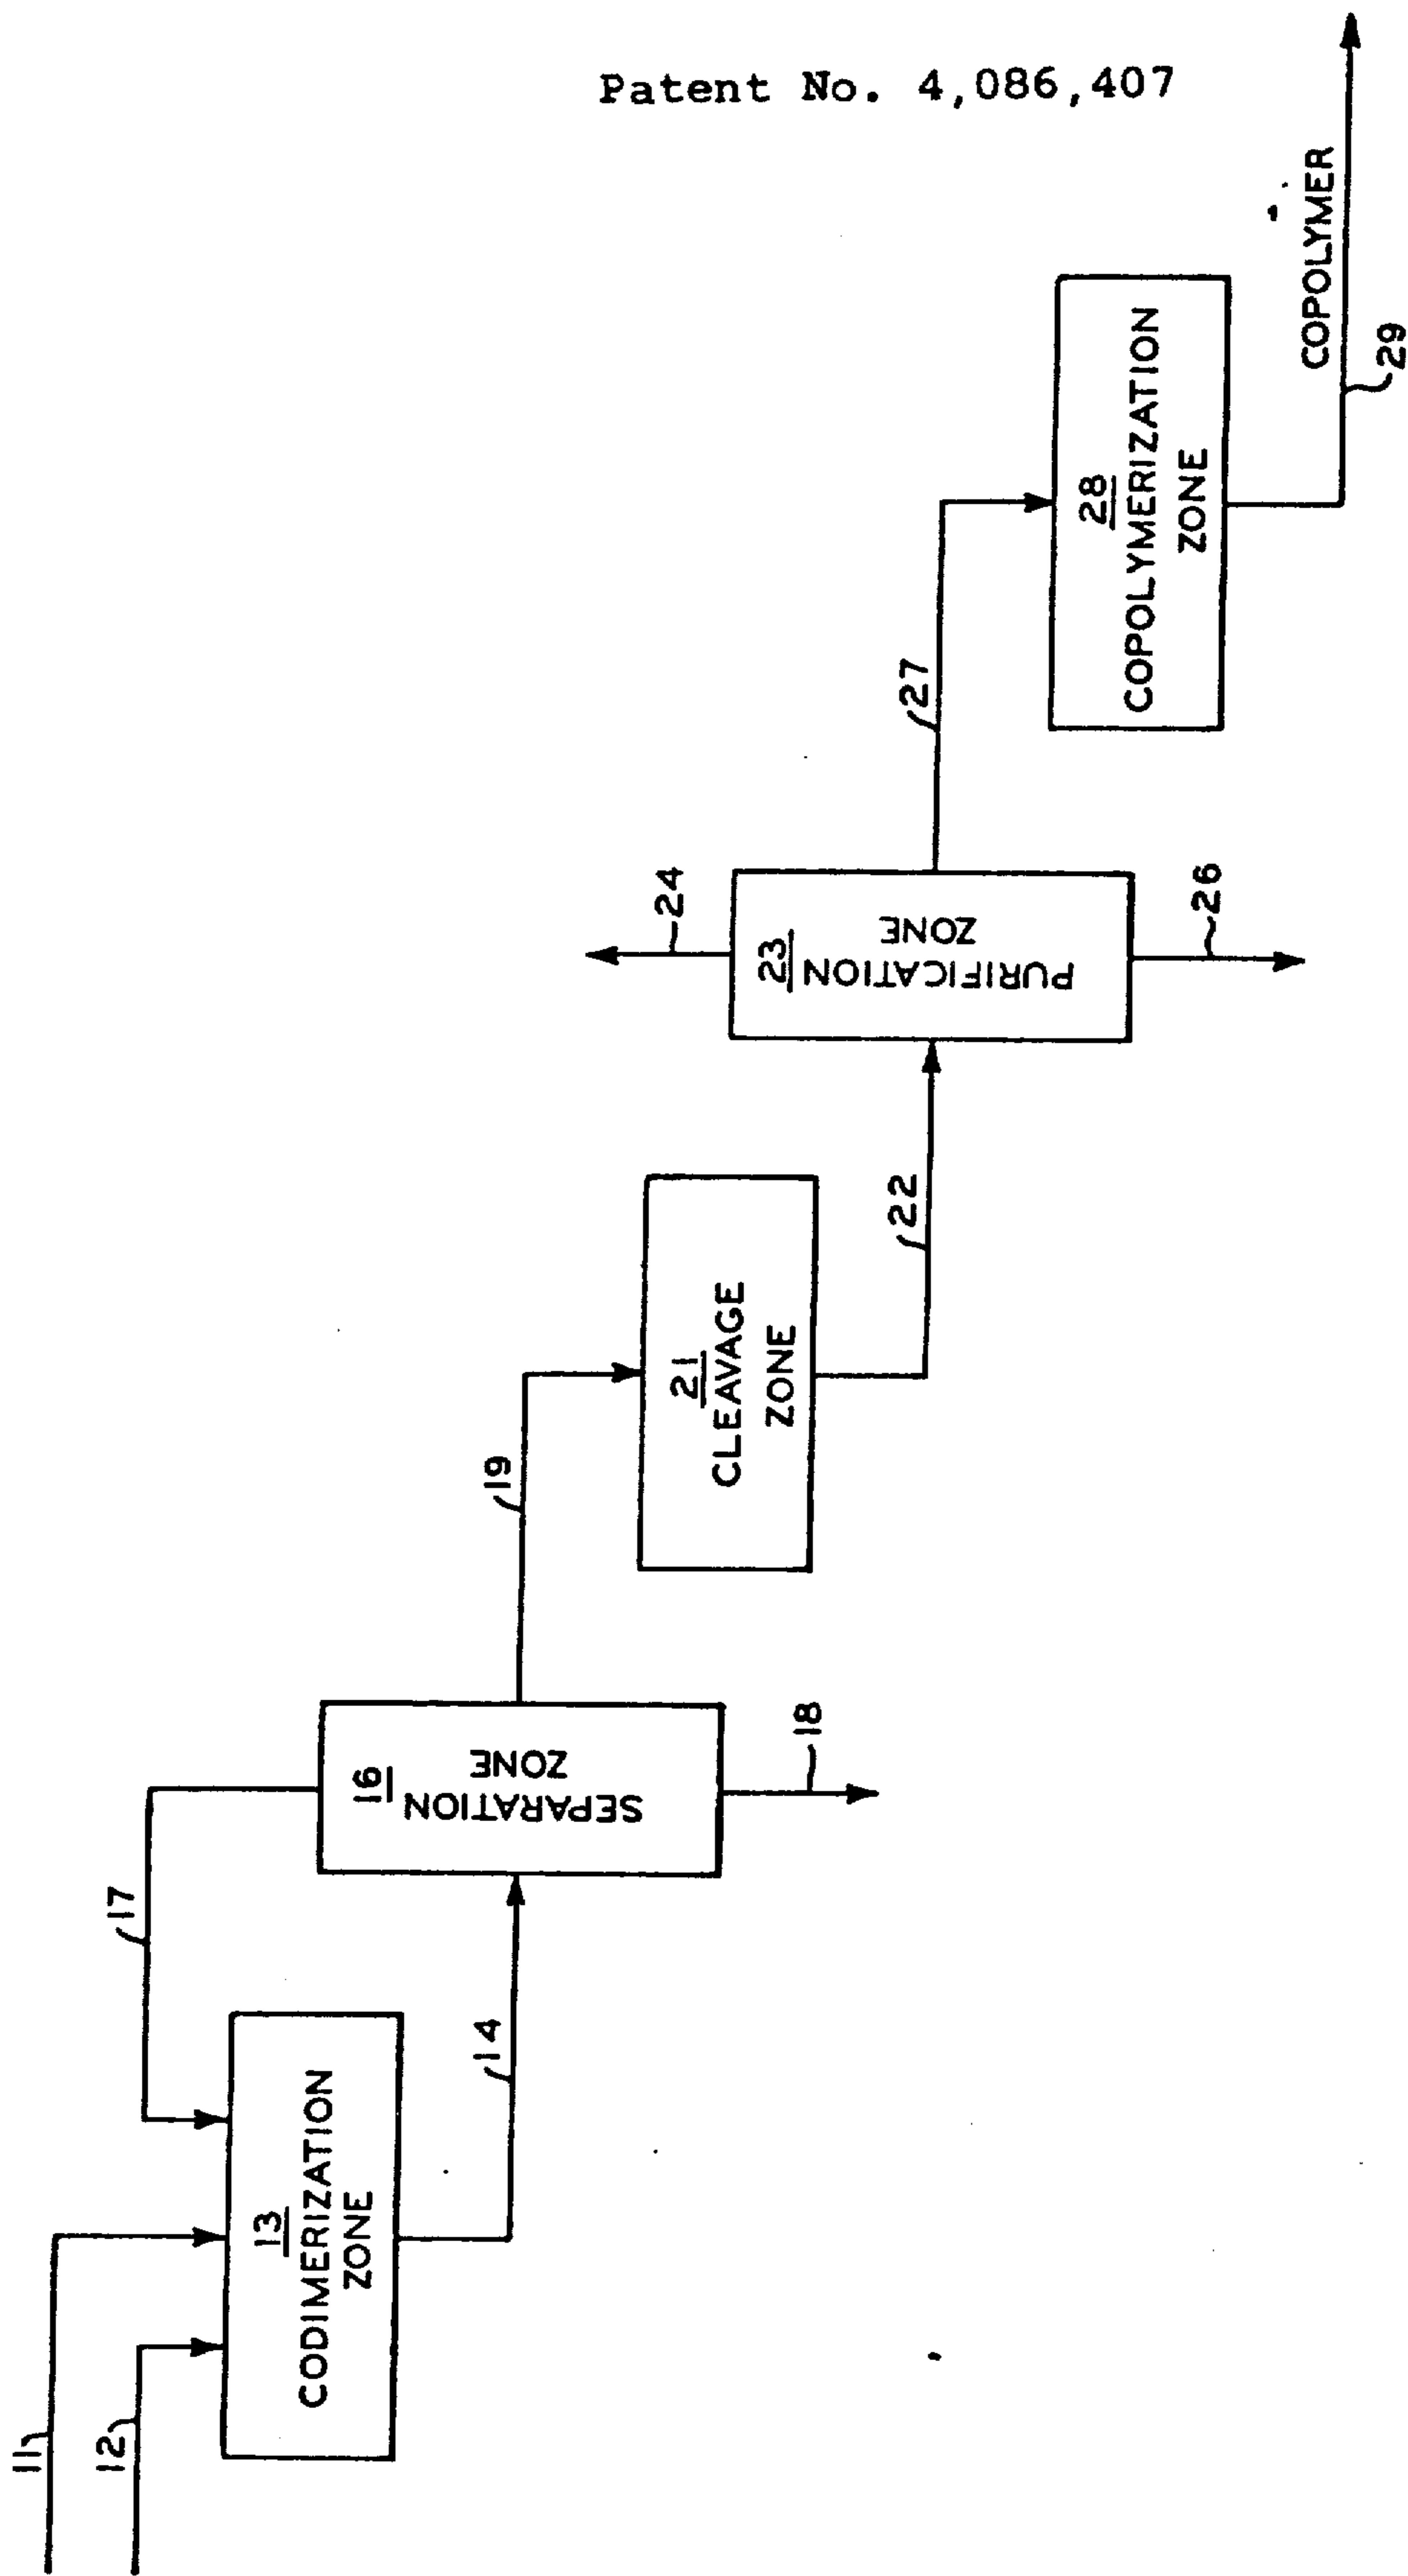 Patent No. 4,086,407
11
12
13
CODIMERIZATION
ZONE
14
17
16
SEPARATION
ZONE
18
19
21
CLEAVAGE
ZONE
22
23
PURIFICATION
ZONE
24
26
27
28
COPOLYMERIZATION
ZONE
COPOLYMER
29